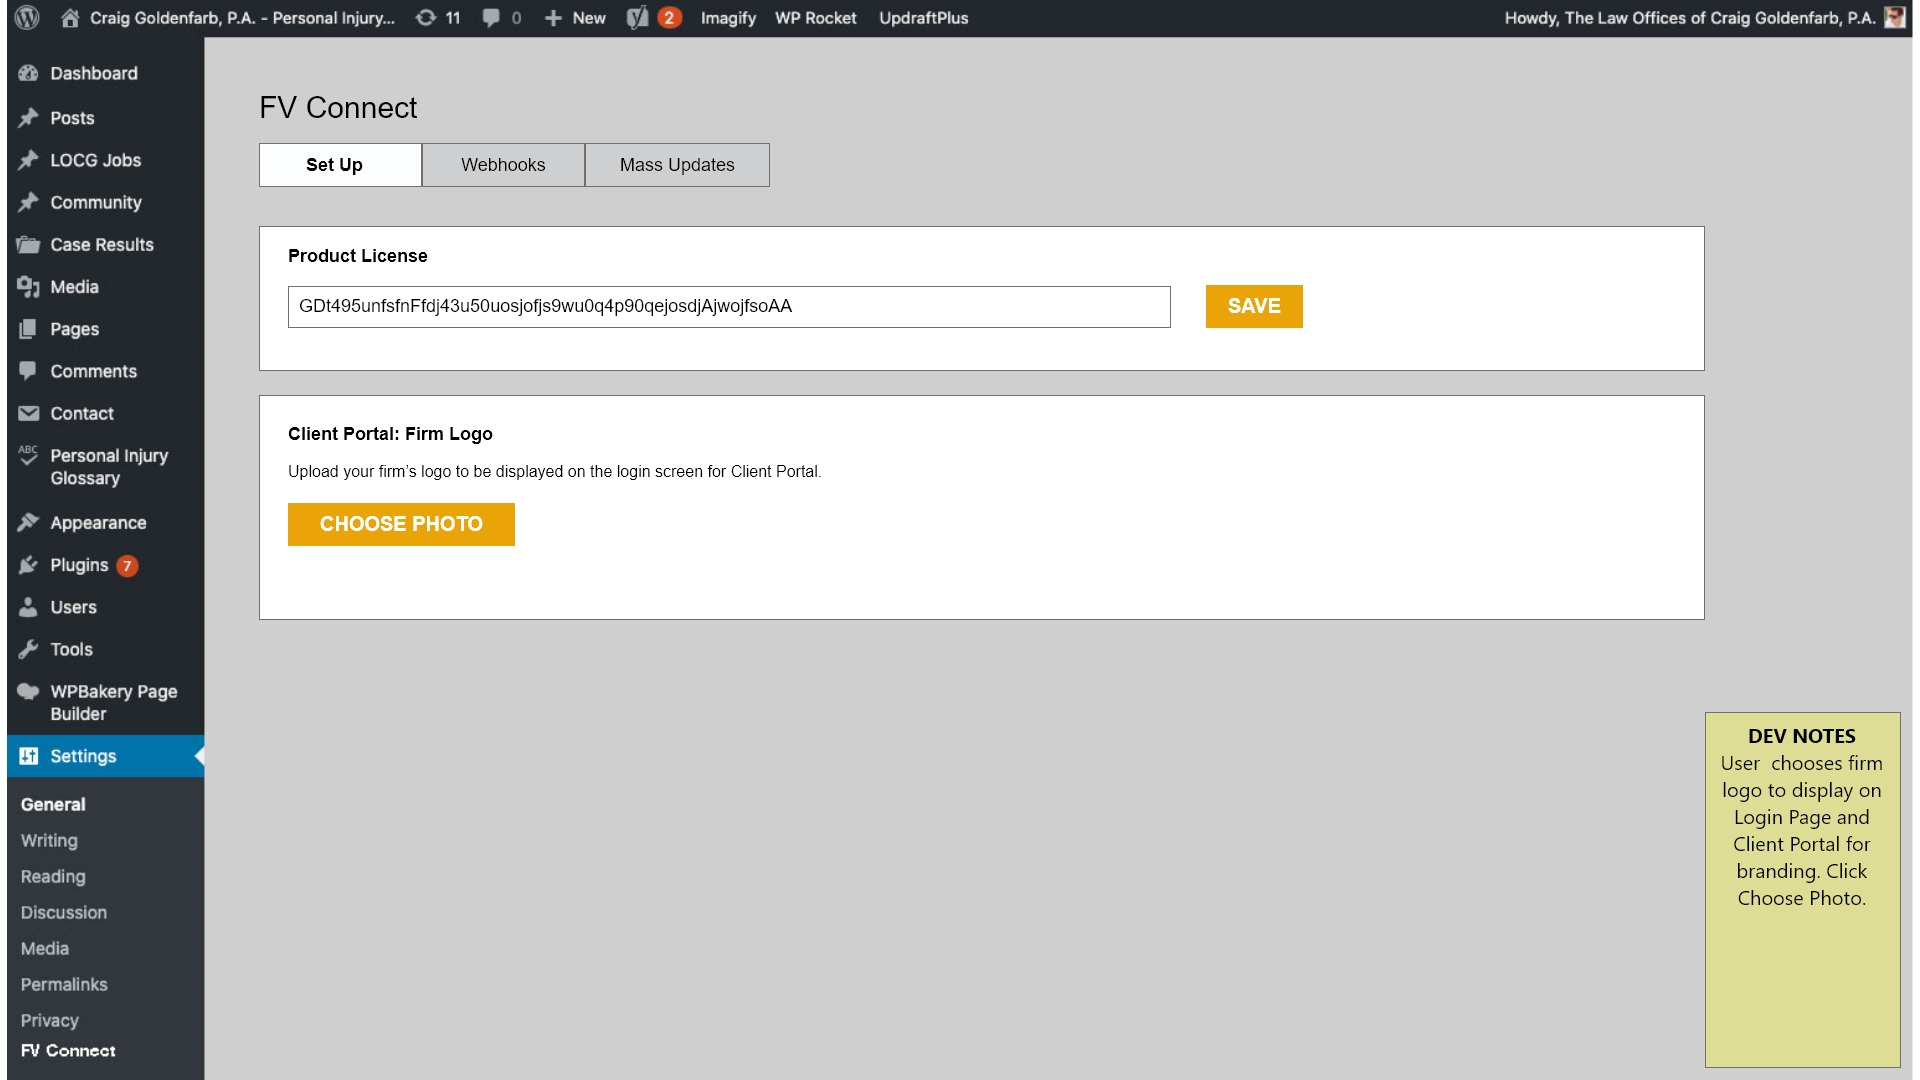 Craig Goldenfarb, P.A. - Personal Injury... 11 0 New 2 Imagify WP Rocket UpdraftPlus Howdy, The Law Offices of Craig Goldenfarb, P.A.
Dashboard
Posts
LOCG Jobs
Community
Case Results
Media
Pages
Comments
Contact
ABC
Personal Injury
Glossary
Appearance
Plugins 7
Users
Tools
WPBakery Page
Builder
Settings
General
Writing
Reading
Discussion
Media
Permalinks
Privacy
FV Connect
FV Connect
Set Up Webhooks Mass Updates
Product License
GDt495unfsfnFfdj43u50uosjofjs9wu0q4p90qejosdjAjwojfsoAA SAVE
Client Portal: Firm Logo
Upload your firm’s logo to be displayed on the login screen for Client Portal.
CHOOSE PHOTO
DEV NOTES
User chooses firm
logo to display on
Login Page and
Client Portal for
branding. Click
Choose Photo.